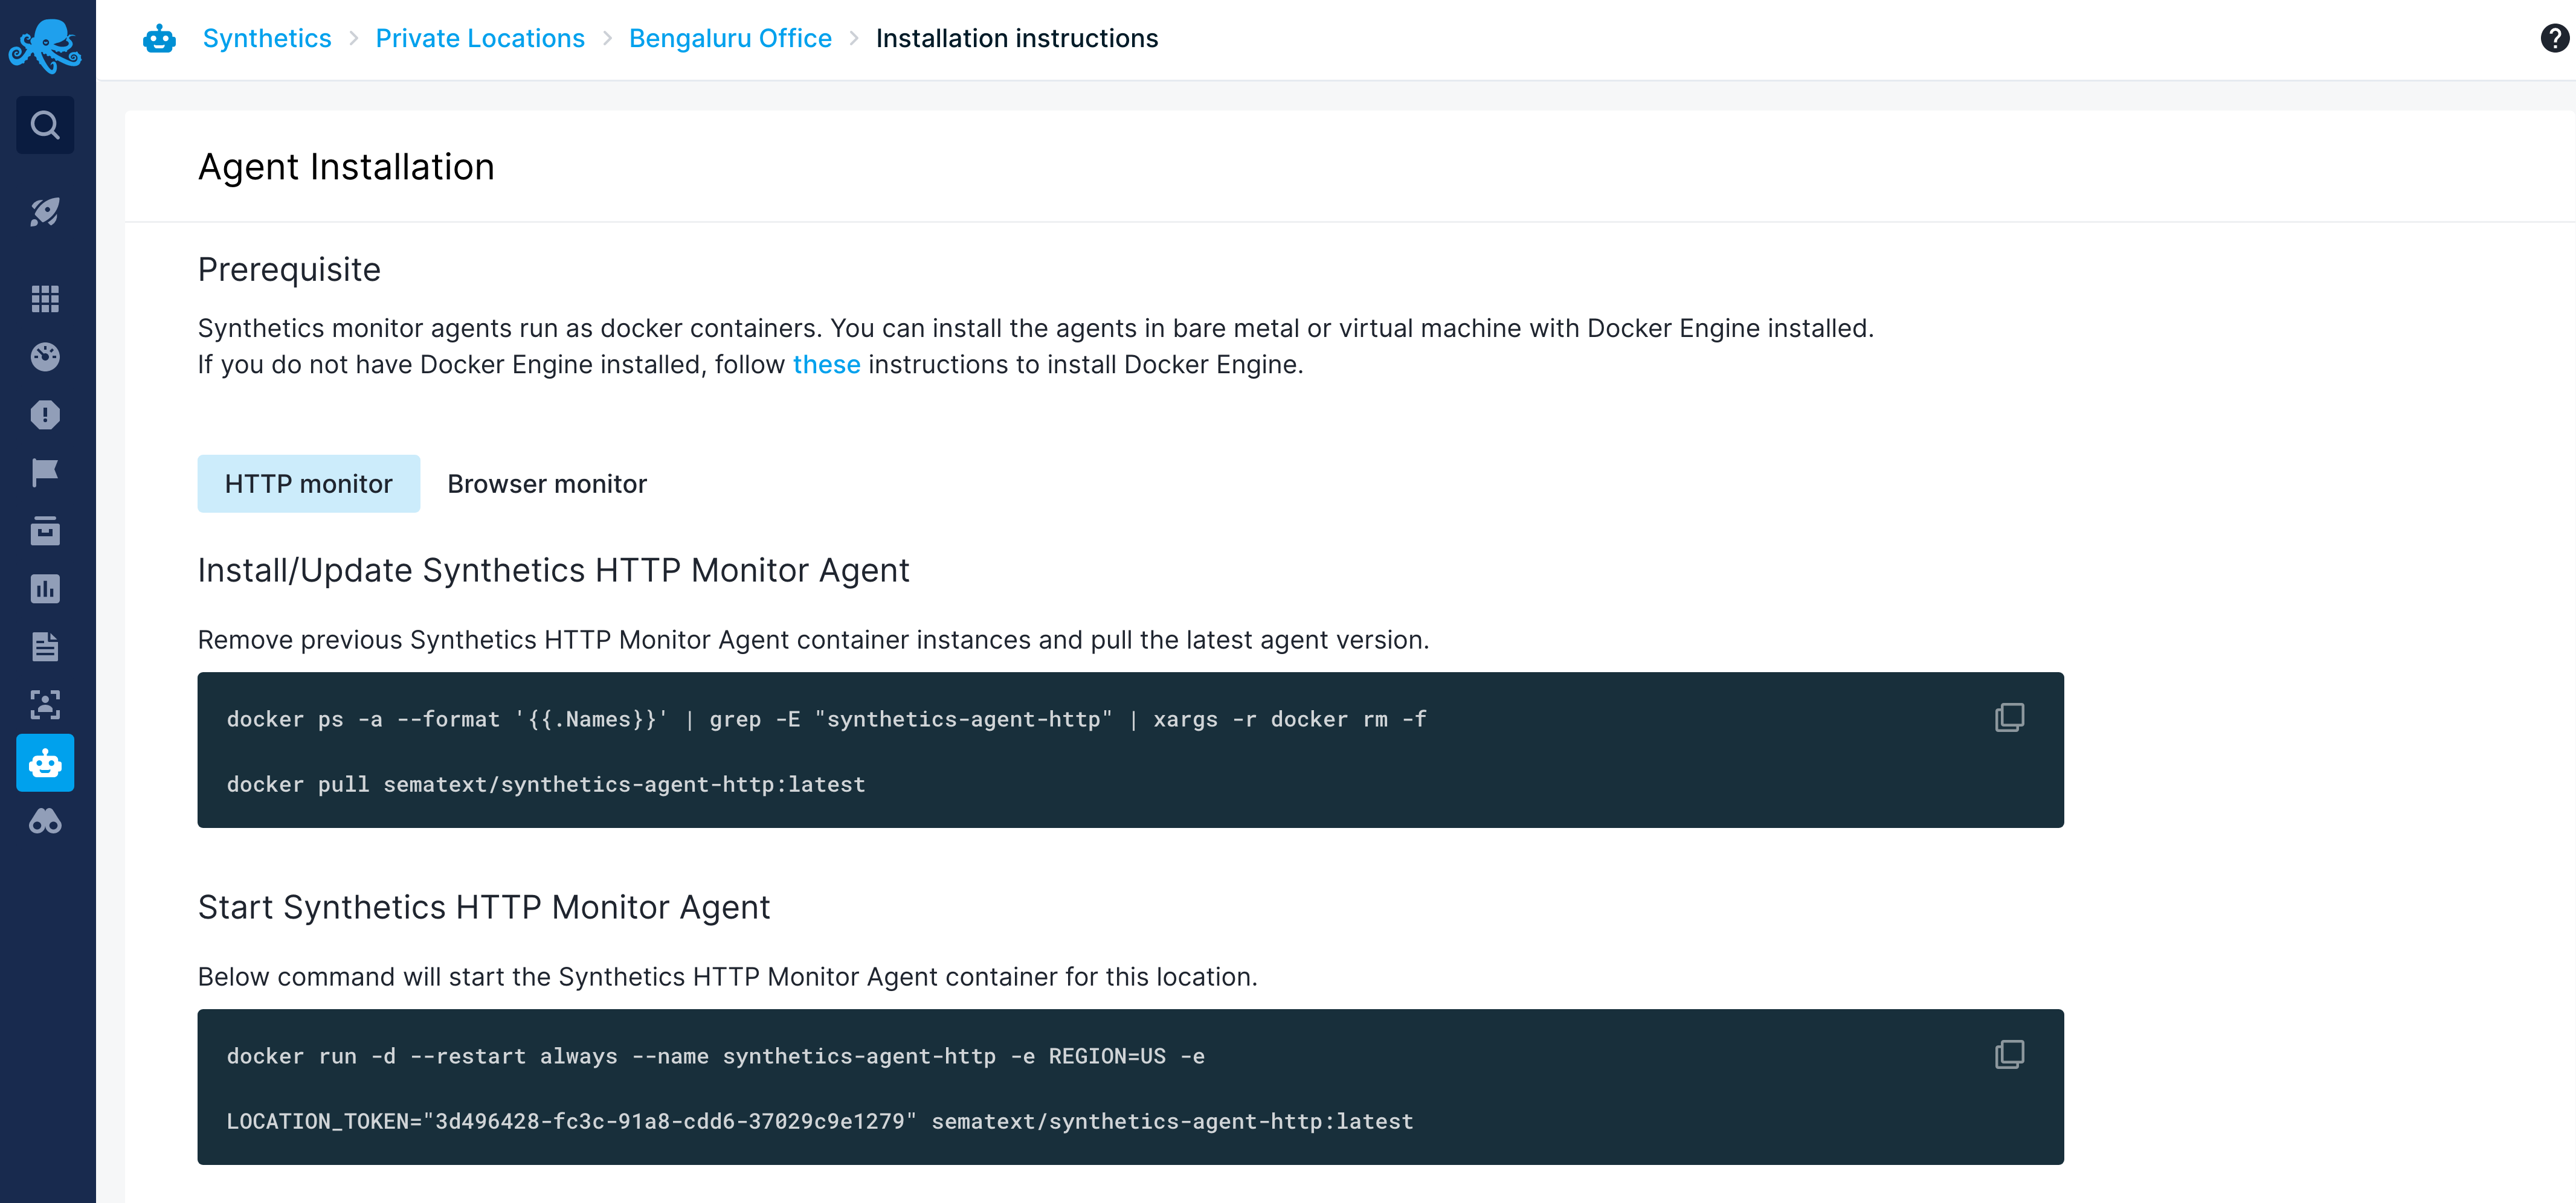 Synthetics > Private Locations > Bengaluru Office > Installation instructions
Agent Installation
Prerequisite
Synthetics monitor agents run as docker containers. You can install the agents in bare metal or virtual machine with Docker Engine installed.
If you do not have Docker Engine installed, follow these instructions to install Docker Engine.
HTTP monitor
Browser monitor
Install/Update Synthetics HTTP Monitor Agent
Remove previous Synthetics HTTP Monitor Agent container instances and pull the latest agent version.
docker ps -a --format '{{.Names}}' | grep -E "synthetics-agent-http" | xargs -r docker rm -f
docker pull sematext/synthetics-agent-http:latest
Start Synthetics HTTP Monitor Agent
Below command will start the Synthetics HTTP Monitor Agent container for this location.
docker run -d --restart always --name synthetics-agent-http -e REGION=US -e
LOCATION_TOKEN="3d496428-fc3c-91a8-cdd6-37029c9e1279" sematext/synthetics-agent-http:latest